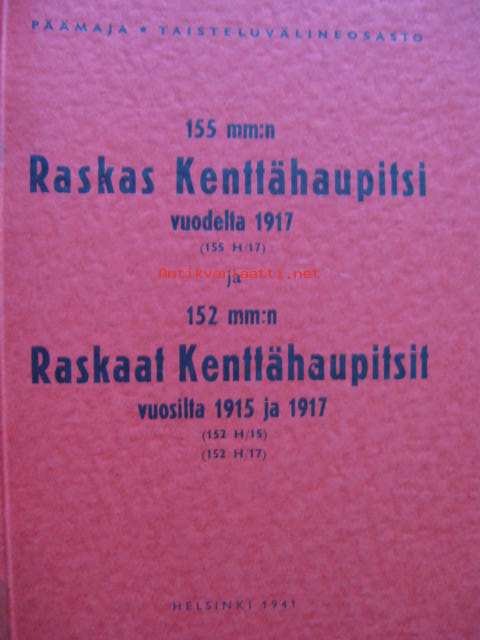 PÄÄMAJA * TAISTELUVÄLINEOSASTO
155 mm:n
Raskas Kenttähaupitsi
vuodelta 1917
(155 H/17)
Antikvariaatti.net
ja
152 mm:n
Raskaat Kenttähaupitsit
vuosilta 1915 ja 1917
(152 H/15)
(152 H/17)
HELSINKI 1941